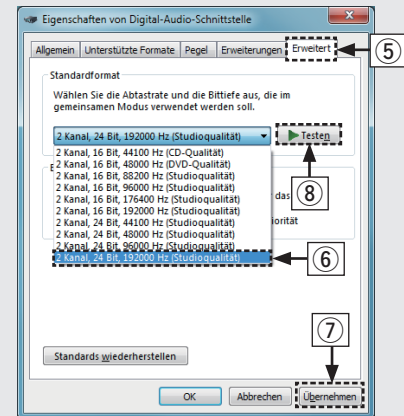 Eigenschaften von Digital-Audio-Schnittstelle
Allgemein Unterstützte Formate Pegel Erweiterungen Erweitert
⑤
Standardformat
Wählen Sie die Abtastrate und die Bittiefe aus, die im
gemeinsamen Modus verwendet werden soll.
2 Kanal, 24 Bit, 192000 Hz (Studioqualität)
Testen
2 Kanal, 16 Bit, 44100 Hz (CD-Qualität)
2 Kanal, 16 Bit, 48000 Hz (DVD-Qualität)
2 Kanal, 16 Bit, 88200 Hz (Studioqualität)
2 Kanal, 16 Bit, 96000 Hz (Studioqualität)
2 Kanal, 16 Bit, 176400 Hz (Studioqualität)
das
⑧
2 Kanal, 16 Bit, 192000 Hz (Studioqualität)
2 Kanal, 24 Bit, 44100 Hz (Studioqualität)
iorität
2 Kanal, 24 Bit, 48000 Hz (Studioqualität)
2 Kanal, 24 Bit, 96000 Hz (Studioqualität)
2 Kanal, 24 Bit, 192000 Hz (Studioqualität)
⑥
⑦
Standards wiederherstellen
OK Abbrechen Übernehmen